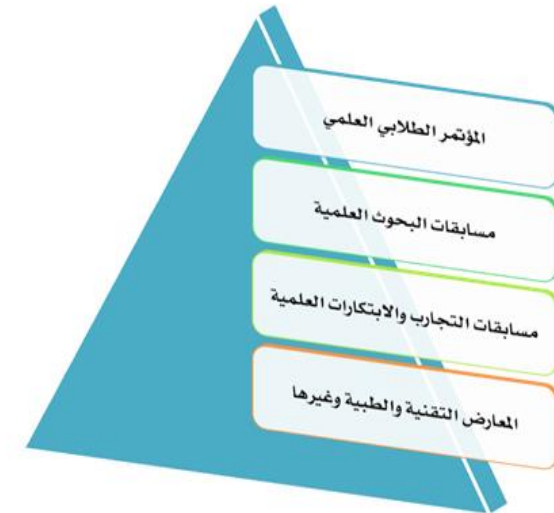 المؤتمر الطلابي العلمي
مسابقات البحوث العلمية
مسابقات التجارب والابتكارات العلمية
المعارض التقنية والطبية وغيرها